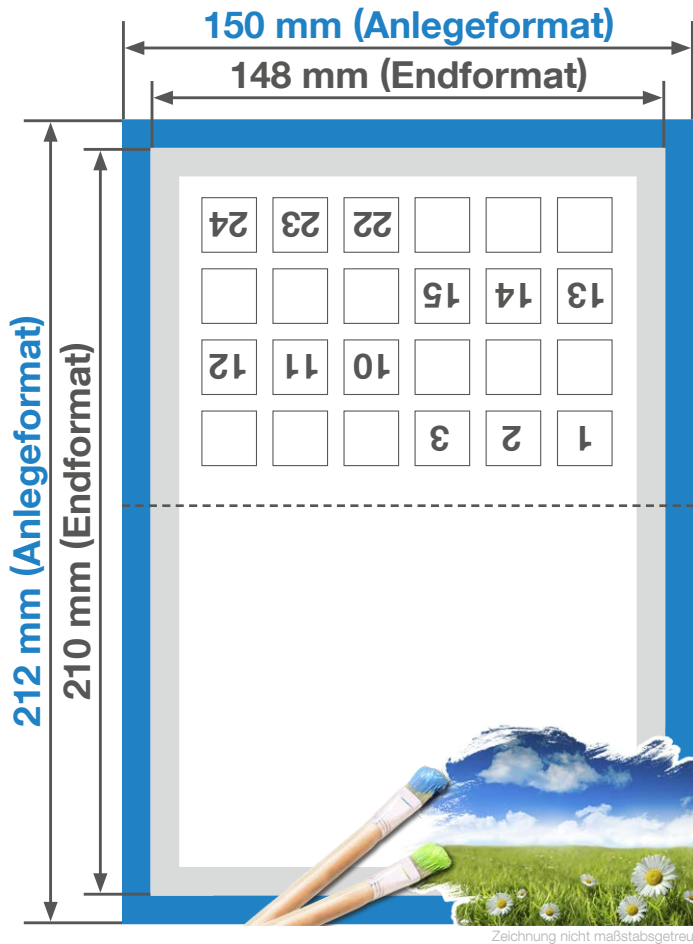 150 mm (Anlegeformat)
148 mm (Endformat)
212 mm (Anlegeformat)
210 mm (Endformat)
24 23 22
15 14 13
12 11 10
3 2 1
Zeichnung nicht maßstabsgetreu